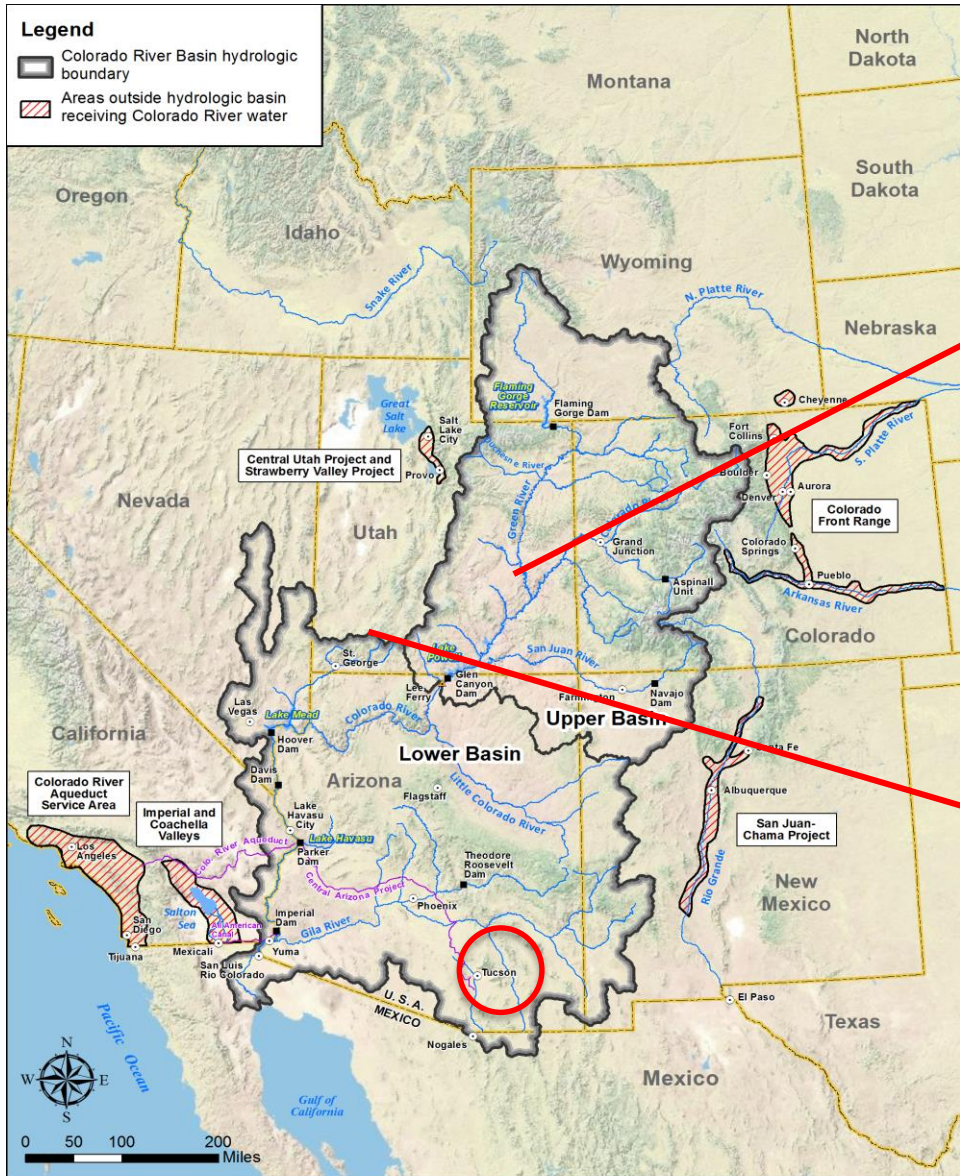 Legend
Colorado River Basin hydrologic
boundary
Areas outside hydrologic basin
receiving Colorado River water
North
Dakota
Montana
South
Dakota
Oregon
Idaho
Wyoming
Snake River
N. Platte River
Nebraska
Flaming
Gorge
Reservoir
Flaming
Gorge Dam
Cheyenne
Great
Salt
Lake
Salt
Lake
City
Fort
Collins
S. Platte River
Central Utah Project and
Strawberry Valley Project
Provo
Duchesne River
Boulder
Denver
Aurora
Nevada
Utah
Green River
Grand
Junction
Colorado
Front Range
Colorado
Springs
Aspinall
Unit
Pueblo
Arkansas River
Colorado
St.
George
Lake
San Juan River
Glen
Canyon
Dam
Navajo
Dam
Las
Vegas
Lake Mead
Colorado River
Upper Basin
California
Hoover
Dam
Lower Basin
Santa Fe
Colorado River
Aqueduct
Service Area
Imperial and
Coachella
Valleys
Davis
Dam
Arizona
Flagstaff
Little Colorado River
Albuquerque
Lake
Havasu
City
Lake Havasu
San Juan-
Chama Project
Los
Angeles
Colo. River Aqueduct
Parker
Dam
Theodore
Roosevelt
Dam
Rio Grande
New
Mexico
Central Arizona Project
Phoenix
Salton
Sea
Imperial
Dam
Gila River
San
Diego
All American
Canal
Tijuana
Mexicali
Yuma
San Luis
Rio Colorado
Tucson
U. S. A.
MEXICO
El Paso
Texas
Nogales
Pacific Ocean
Mexico
Gulf of
California
N
W
E
S
0
50
100
200
Miles